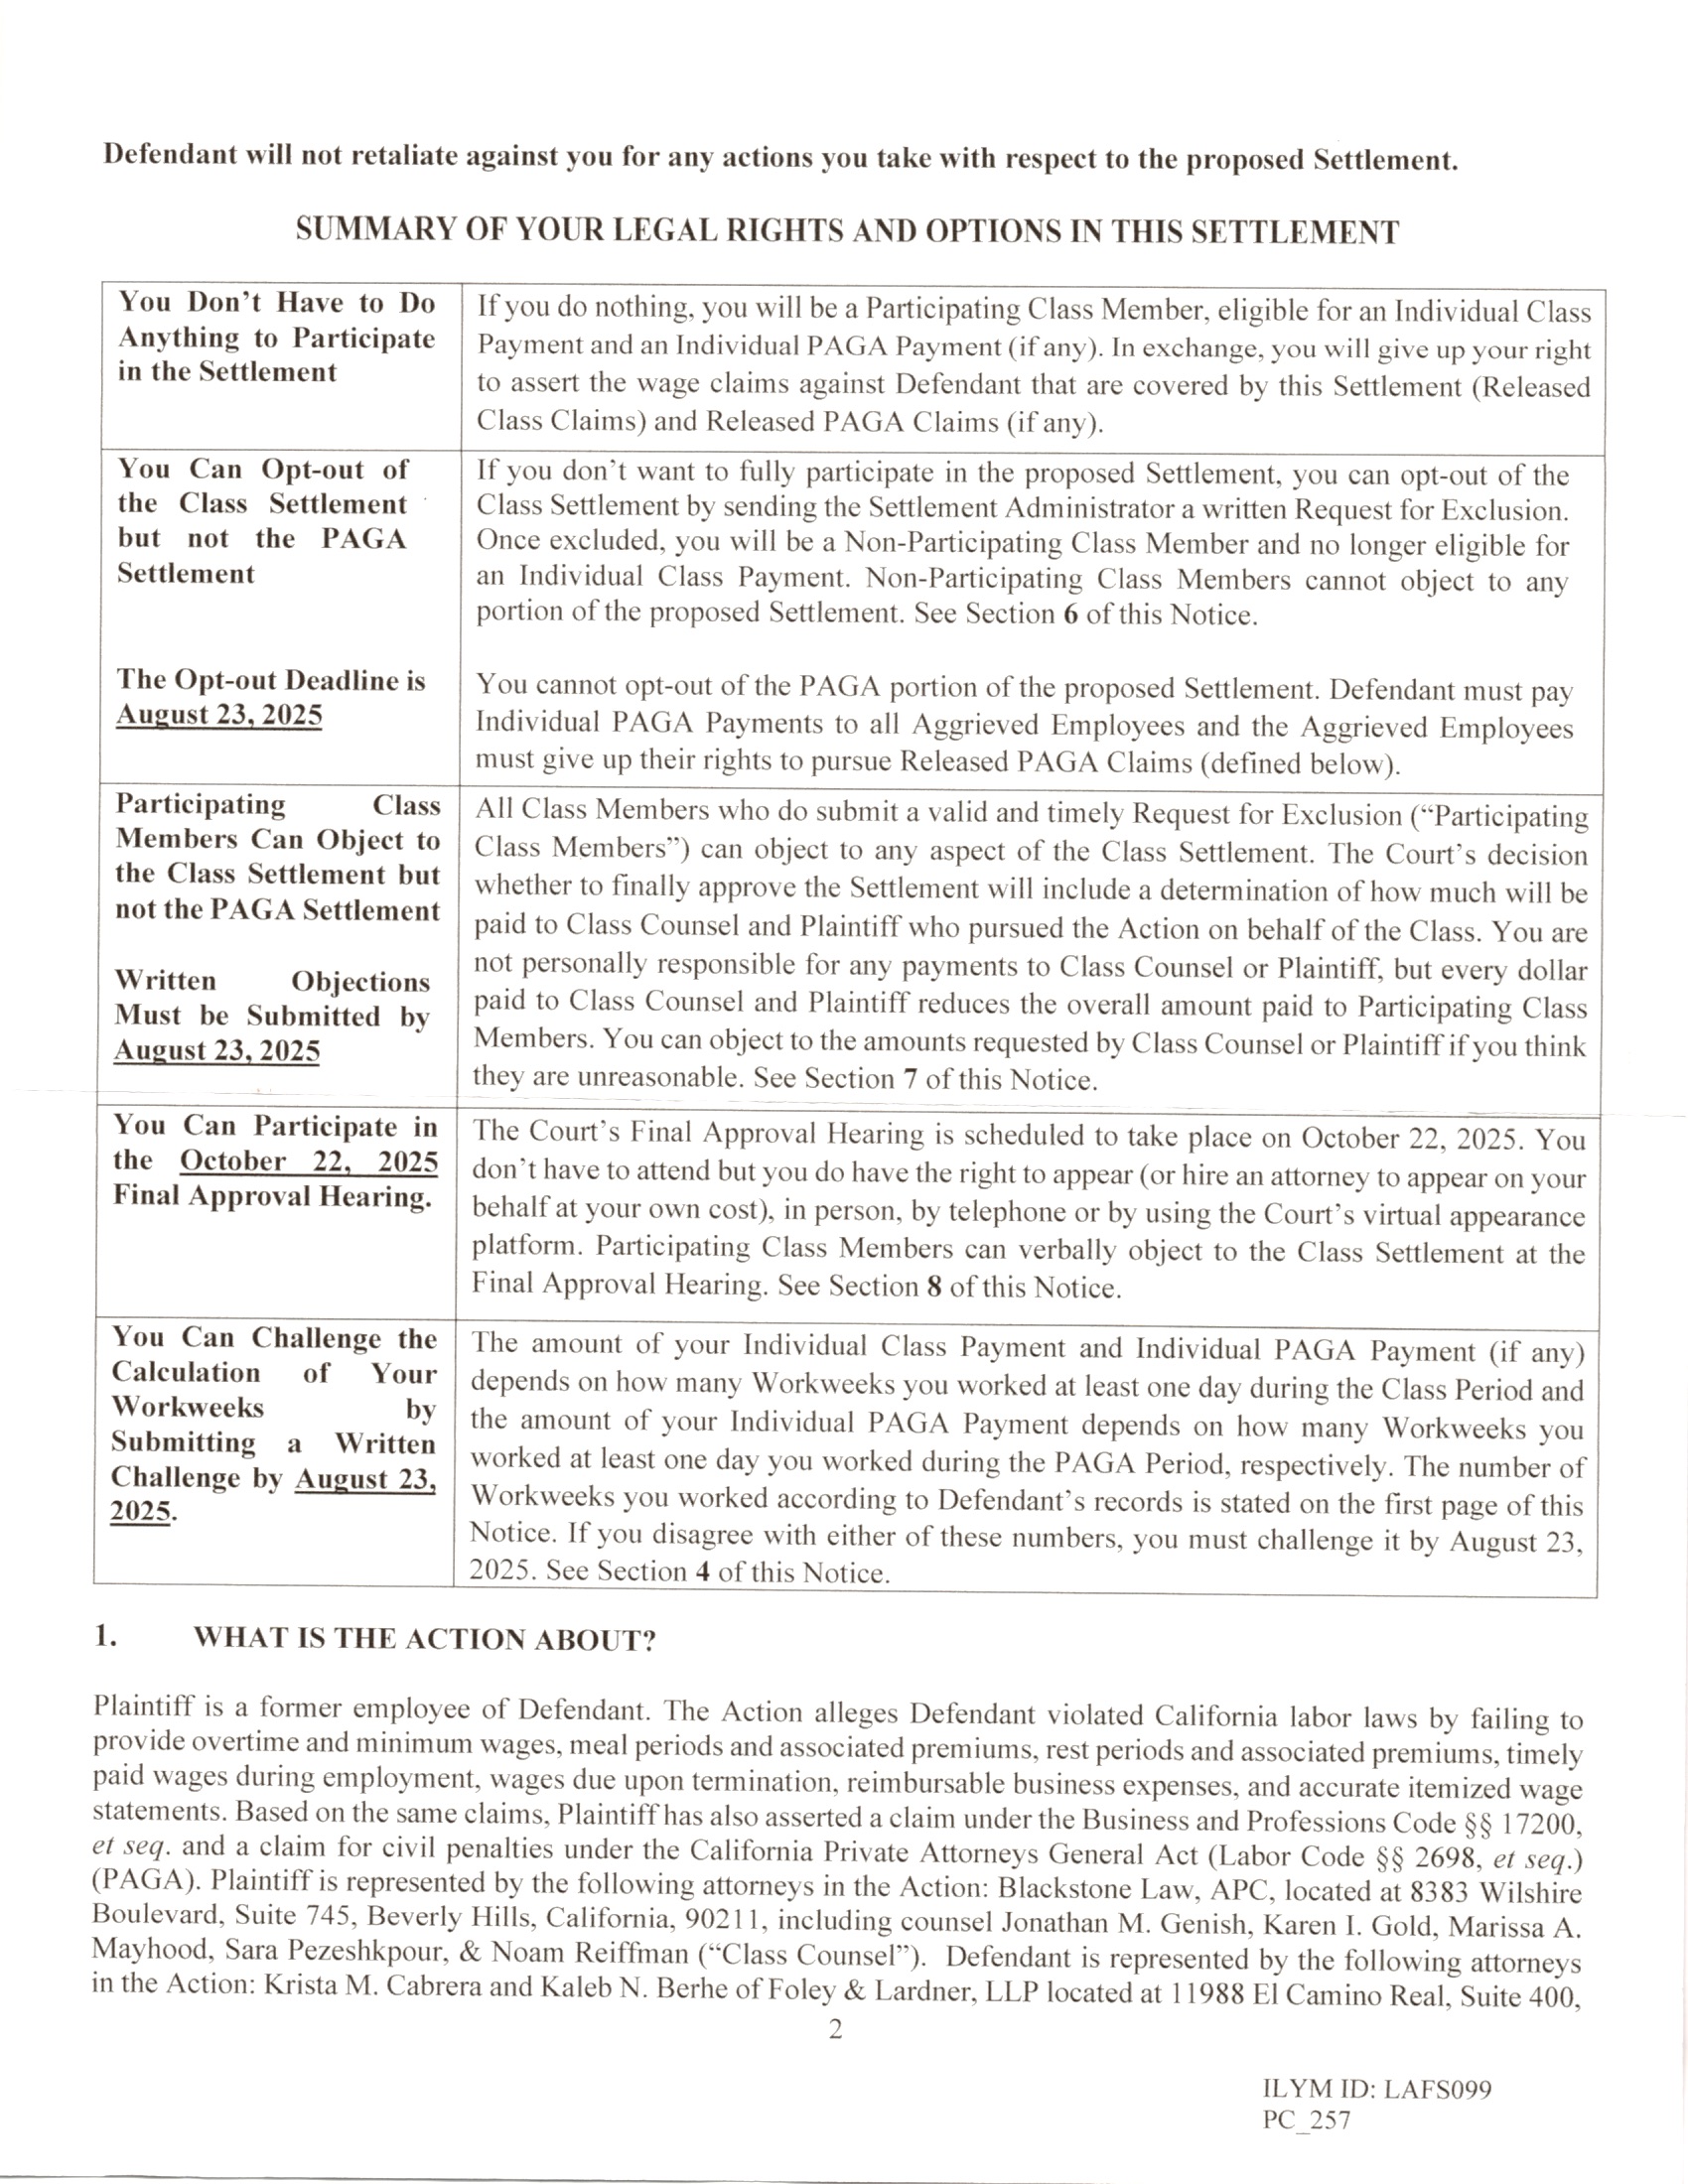 Defendant will not retaliate against you for any actions you take with respect to the proposed Settlement.
SUMMARY OF YOUR LEGAL RIGHTS AND OPTIONS IN THIS SETTLEMENT
You Don't Have to Do
Anything to Participate
in the Settlement
If you do nothing, you will be a Participating Class Member, eligible for an Individual Class
Payment and an Individual PAGA Payment (if any). In exchange, you will give up your right
to assert the wage claims against Defendant that are covered by this Settlement (Released
Class Claims) and Released PAGA Claims (if any).
You Can Opt-out of
the Class Settlement
but not the PAGA
Settlement
The Opt-out Deadline is
August 23, 2025
If you don't want to fully participate in the proposed Settlement, you can opt-out of the
Class Settlement by sending the Settlement Administrator a written Request for Exclusion.
Once excluded, you will be a Non-Participating Class Member and no longer eligible for
an Individual Class Payment. Non-Participating Class Members cannot object to any
portion of the proposed Settlement. See Section 6 of this Notice.
You cannot opt-out of the PAGA portion of the proposed Settlement. Defendant must pay
Individual PAGA Payments to all Aggrieved Employees and the Aggrieved Employees
must give up their rights to pursue Released PAGA Claims (defined below).
Participating Class
Members Can Object to
the Class Settlement but
not the PAGA Settlement
Written Objections
Must be Submitted by
August 23, 2025
All Class Members who do submit a valid and timely Request for Exclusion ("Participating
Class Members") can object to any aspect of the Class Settlement. The Court's decision
whether to finally approve the Settlement will include a determination of how much will be
paid to Class Counsel and Plaintiff who pursued the Action on behalf of the Class. You are
not personally responsible for any payments to Class Counsel or Plaintiff, but every dollar
paid to Class Counsel and Plaintiff reduces the overall amount paid to Participating Class
Members. You can object to the amounts requested by Class Counsel or Plaintiff if you think
they are unreasonable. See Section 7 of this Notice.
You Can Participate in
the October 22, 2025
Final Approval Hearing.
The Court's Final Approval Hearing is scheduled to take place on October 22, 2025. You
don't have to attend but you do have the right to appear (or hire an attorney to appear on your
behalf at your own cost), in person, by telephone or by using the Court's virtual appearance
platform. Participating Class Members can verbally object to the Class Settlement at the
Final Approval Hearing. See Section 8 of this Notice.
You Can Challenge the
Calculation of Your
Workweeks by
Submitting a Written
Challenge by August 23,
2025.
The amount of your Individual Class Payment and Individual PAGA Payment (if any)
depends on how many Workweeks you worked at least one day during the Class Period and
the amount of your Individual PAGA Payment depends on how many Workweeks you
worked at least one day you worked during the PAGA Period, respectively. The number of
Workweeks you worked according to Defendant's records is stated on the first page of this
Notice. If you disagree with either of these numbers, you must challenge it by August 23,
2025. See Section 4 of this Notice.
1. WHAT IS THE ACTION ABOUT?
Plaintiff is a former employee of Defendant. The Action alleges Defendant violated California labor laws by failing to
provide overtime and minimum wages, meal periods and associated premiums, rest periods and associated premiums, timely
paid wages during employment, wages due upon termination, reimbursable business expenses, and accurate itemized wage
statements. Based on the same claims, Plaintiff has also asserted a claim under the Business and Professions Code §§ 17200,
et seq. and a claim for civil penalties under the California Private Attorneys General Act (Labor Code §§ 2698, et seq.)
(PAGA). Plaintiff is represented by the following attorneys in the Action: Blackstone Law, APC, located at 8383 Wilshire
Boulevard, Suite 745, Beverly Hills, California, 90211, including counsel Jonathan M. Genish, Karen I. Gold, Marissa A.
Mayhood, Sara Pezeshkpour, & Noam Reiffman ("Class Counsel"). Defendant is represented by the following attorneys
in the Action: Krista M. Cabrera and Kaleb N. Berhe of Foley & Lardner, LLP located at 11988 El Camino Real, Suite 400,
2
ILYM ID: LAFS099
PC_257